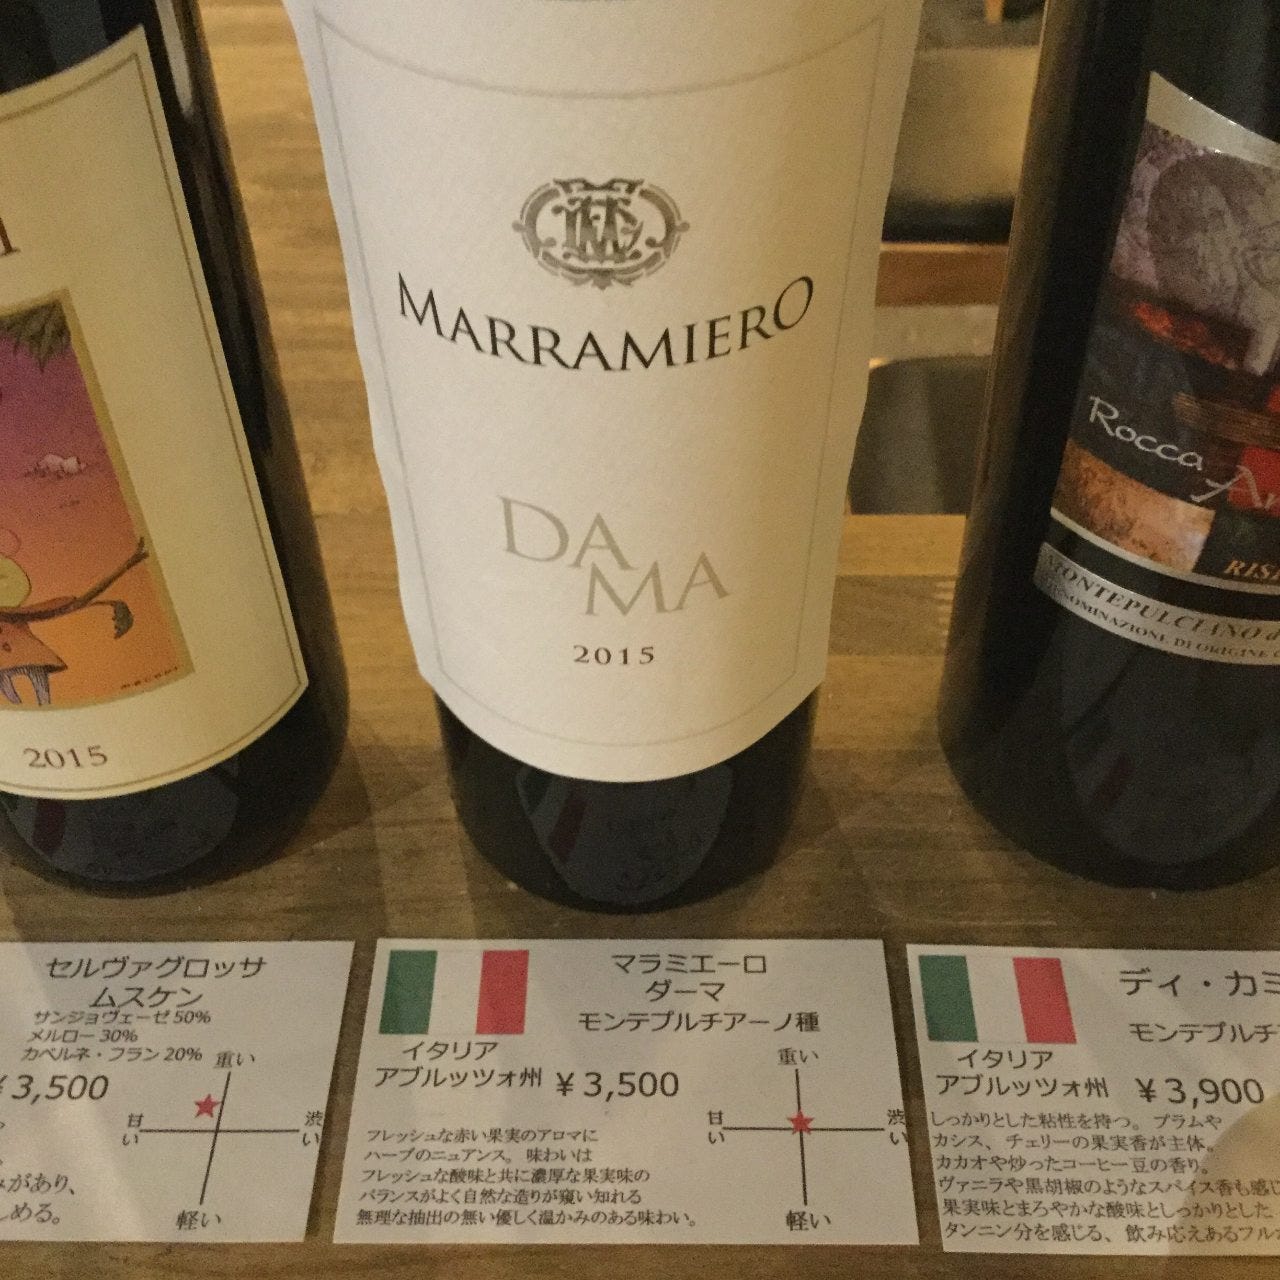 MARRAMIERO
DAMA
2015
2015
Rocca
MONTEPULCIANO
DENOMINAZIONE DI ORIGINE
セルヴァグロッサ
ムスケン
サンジョヴェーゼ 50%
メルロー 30%
カベルネ・フラン 20%
¥3,500
重い
甘い
渋い
軽い
みがあり、
しめる。
マラミエーロ
ダーマ
モンテプルチアーノ種
イタリア
アブルッツォ州
¥3,500
重い
甘い
渋い
軽い
フレッシュな赤い果実のアロマに
ハーブのニュアンス。味わいは
フレッシュな酸味と共に濃厚な果実味の
バランスがよく自然な造りが窺い知れる
無理な抽出の無い優しく温かみのある味わい。
ディ・カミ
モンテプルチ
イタリア
アブルッツォ州
¥3,900
しっかりとした粘性を持つ。プラムや
カシス、チェリーの果実香が主体。
カカオや炒ったコーヒー豆の香り。
ヴァニラや黒胡椒のようなスパイス香も感じ
果実味とまろやかな酸味としっかりとした
タンニン分を感じる、飲み応えあるフルボ